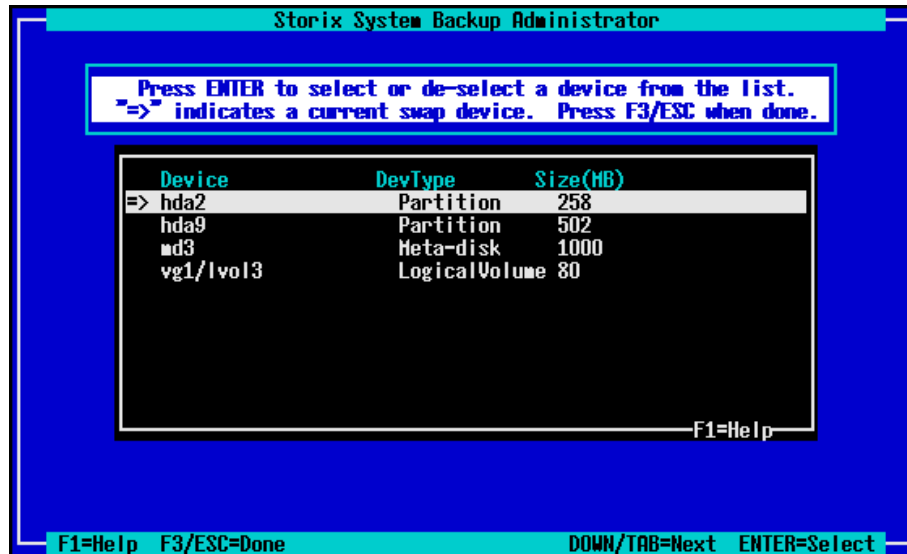 Storix System Backup Administrator
Press ENTER to select or de-select a device from the list.
"=>" indicates a current swap device. Press F3/ESC when done.
Device DevType Size(MB)
=> hda2 Partition 258
hda9 Partition 502
md3 Meta-disk 1000
vg1/lvol3 LogicalVolume 80
F1=Help
F1=Help F3/ESC=Done DOWN/TAB=Next ENTER=Select